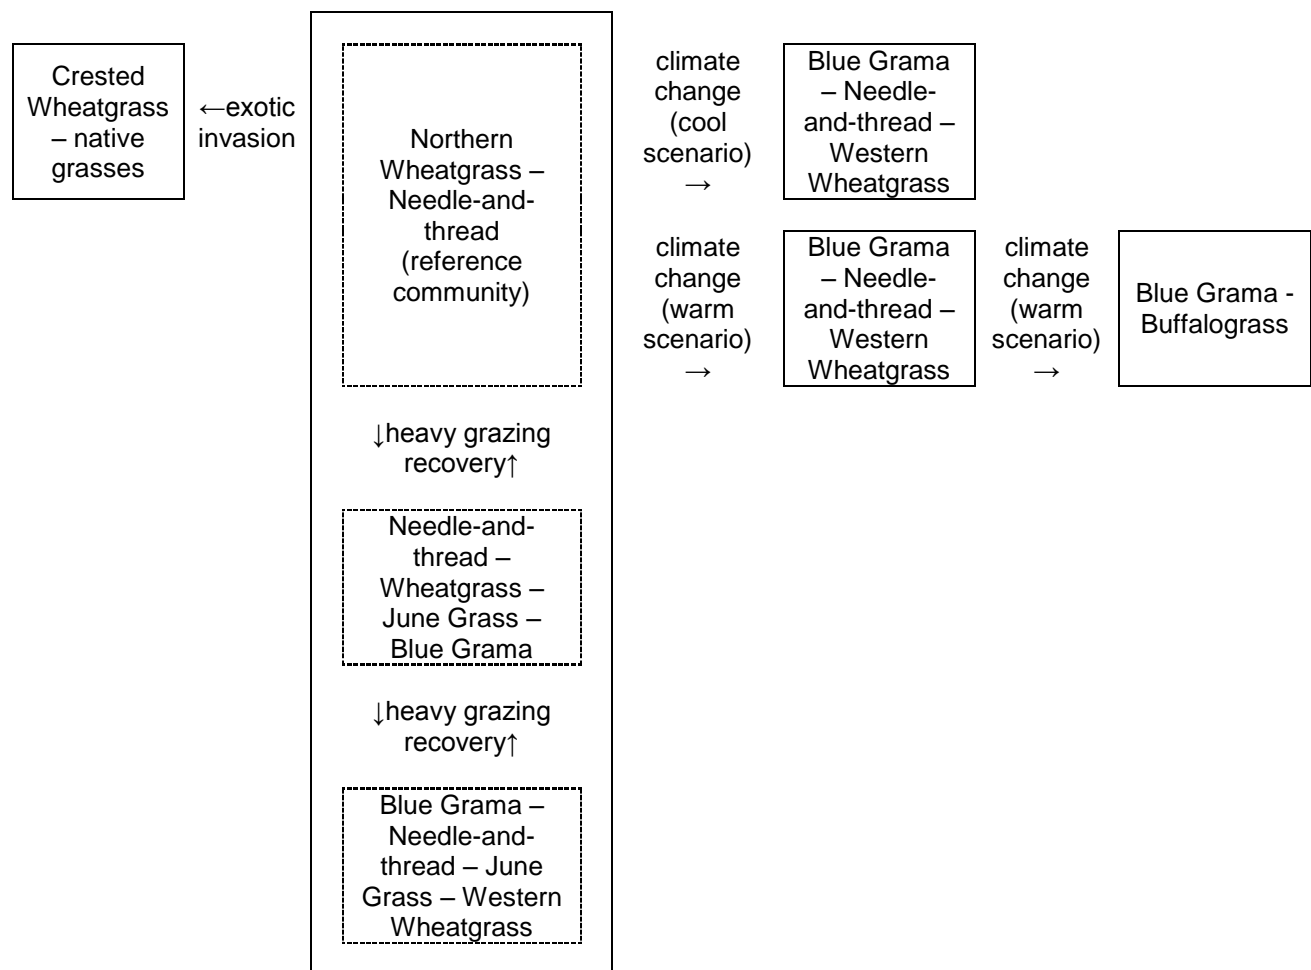 Crested
Wheatgrass
– native
grasses
←exotic
invasion
Northern
Wheatgrass –
Needle-and-
thread
(reference
community)
climate
change
(cool
scenario)
→
Blue Grama
– Needle-
and-thread –
Western
Wheatgrass
climate
change
(warm
scenario)
→
Blue Grama
– Needle-
and-thread –
Western
Wheatgrass
climate
change
(warm
scenario)
→
Blue Grama -
Buffalograss
↓heavy grazing
recovery↑
Needle-and-
thread –
Wheatgrass –
June Grass –
Blue Grama
↓heavy grazing
recovery↑
Blue Grama –
Needle-and-
thread – June
Grass – Western
Wheatgrass